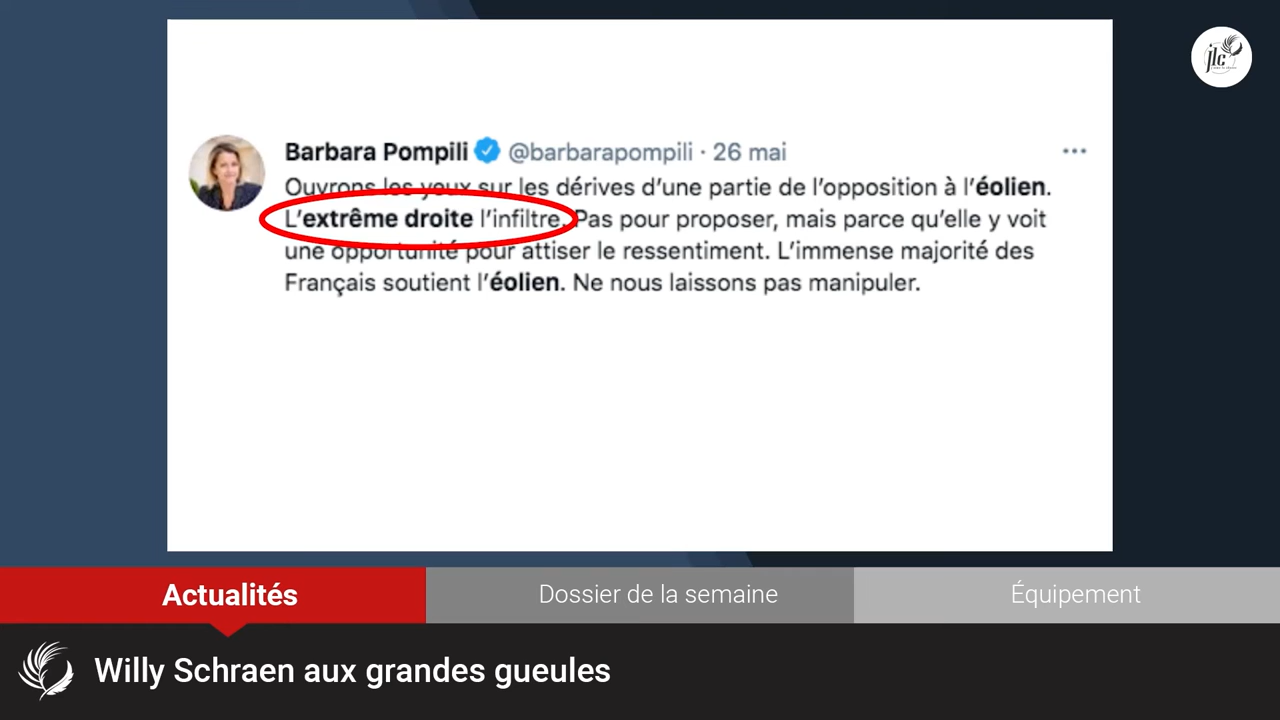 jlc
Barbara Pompili @barbarapompili · 26 mai
Ouvrons les yeux sur les dérives d'une partie de l'opposition à l'éolien.
L'extrême droite l'infiltre. Pas pour proposer, mais parce qu'elle y voit
une opportunité pour attiser le ressentiment. L'immense majorité des
Français soutient l'éolien. Ne nous laissons pas manipuler.
Actualités
Dossier de la semaine
Équipement
Willy Schraen aux grandes gueules